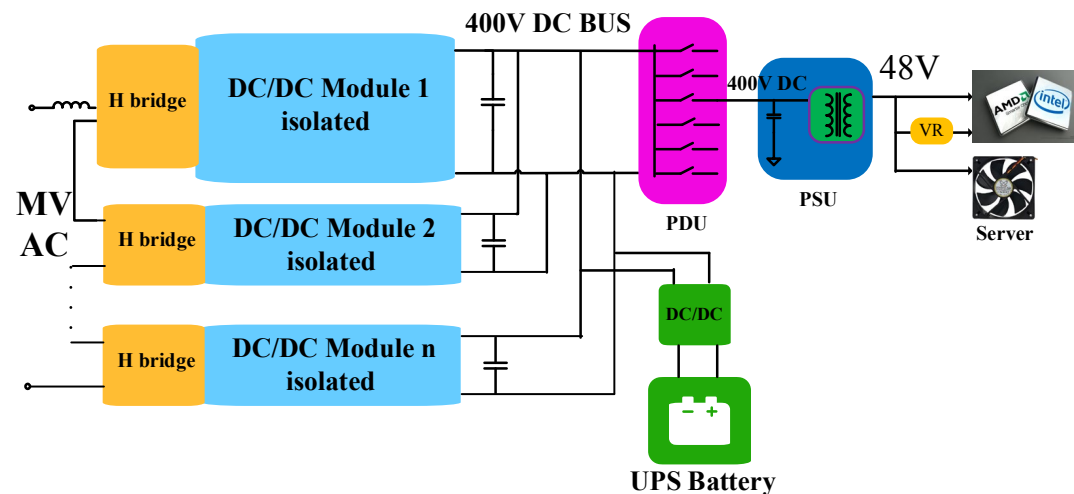 400V DC BUS
H bridge
DC/DC Module 1
isolated
400V DC
48V
AMD
intel
VR
PDU
PSU
Server
MV
AC
H bridge
DC/DC Module 2
isolated
DC/DC
H bridge
DC/DC Module n
isolated
UPS Battery